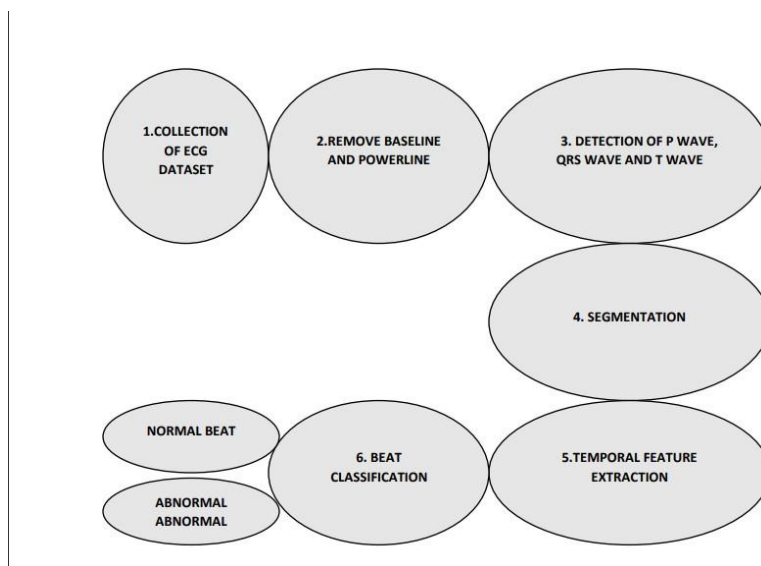 1.COLLECTION
OF ECG
DATASET
2.REMOVE BASELINE
AND POWERLINE
3. DETECTION OF P WAVE,
QRS WAVE AND T WAVE
4. SEGMENTATION
5.TEMPORAL FEATURE
EXTRACTION
6. BEAT
CLASSIFICATION
NORMAL BEAT
ABNORMAL
ABNORMAL